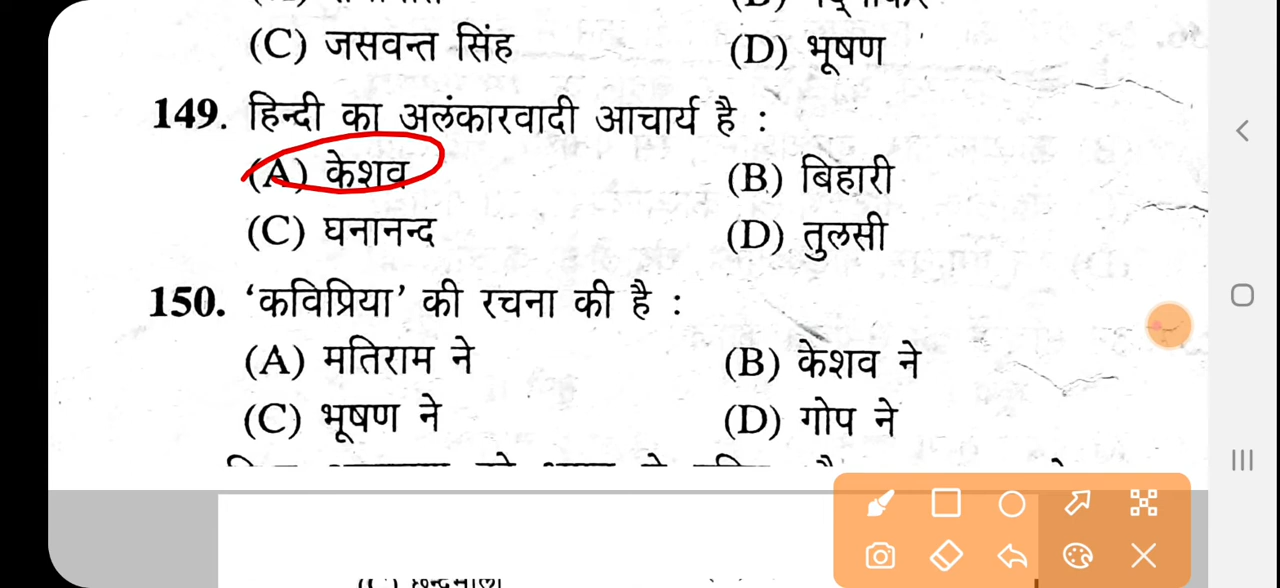 (C) जसवन्त सिंह (D) भूषण
149. हिन्दी का अलंकारवादी आचार्य है :
(A) केशव (B) बिहारी
(C) घनानन्द (D) तुलसी
150. ‘कविप्रिया’ की रचना की है :
(A) मतिराम ने (B) केशव ने
(C) भूषण ने (D) गोप ने